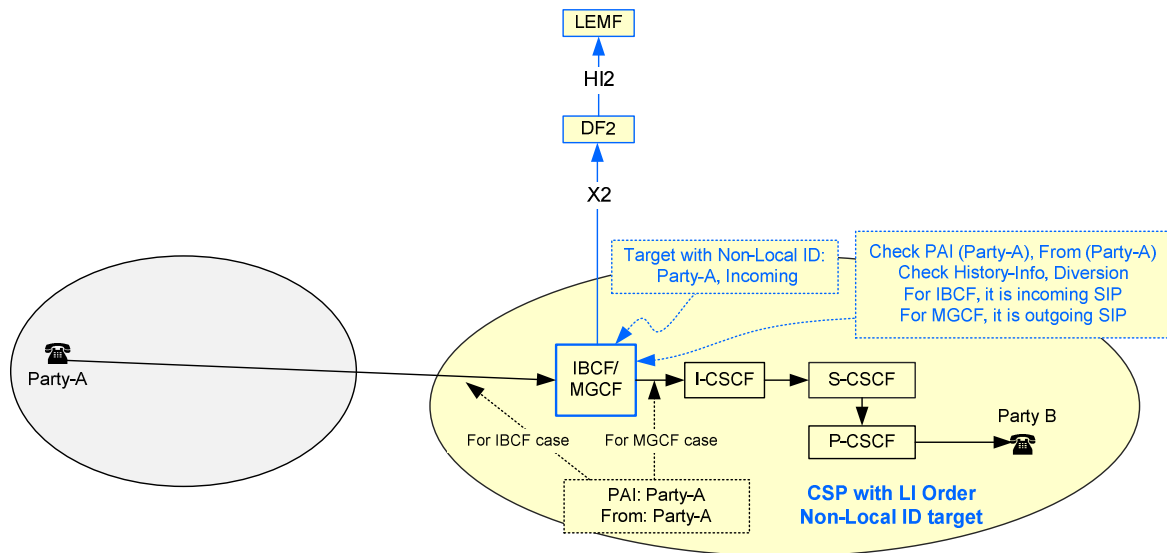 LEMF
HI2
DF2
X2
Target with Non-Local ID:
Party-A, Incoming
Check PAI (Party-A), From (Party-A)
Check History-Info, Diversion
For IBCF, it is incoming SIP
For MGCF, it is outgoing SIP
Party-A
IBCF/
MGCF
I-CSCF
S-CSCF
P-CSCF
Party B
For IBCF case
For MGCF case
PAI: Party-A
From: Party-A
CSP with LI Order
Non-Local ID target